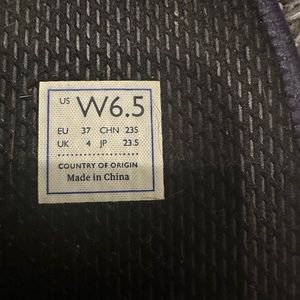 US W6.5
EU 37 CHN 235
UK 4 JP 23.5
COUNTRY OF ORIGIN
Made in China